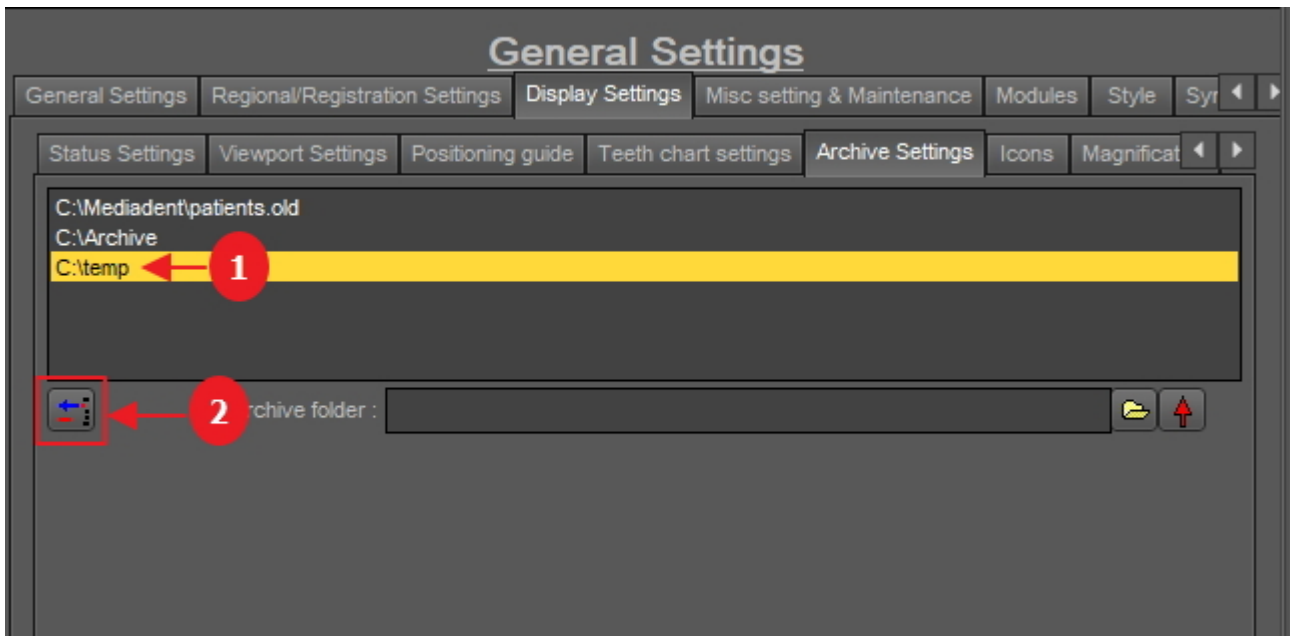 General Settings
General Settings Regional/Registration Settings Display Settings Misc setting & Maintenance Modules Style
Status Settings Viewport Settings Positioning guide Teeth chart settings Archive Settings Icons Magnificat
C:\Mediadent\patients.old
C:\Archive
C:\temp 1
2 rchive folder :